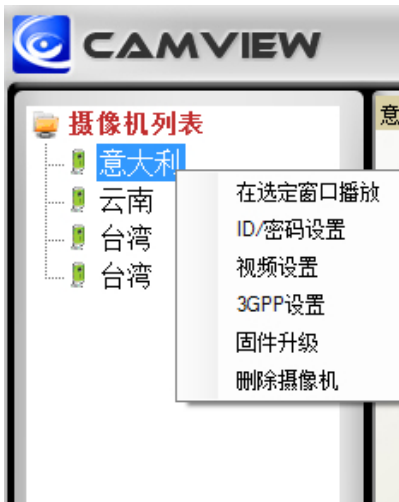 CAMVIEW
摄像机列表
意
意大利
云南
台湾
台湾
在选定窗口播放
ID/密码设置
视频设置
3GPP设置
固件升级
删除摄像机